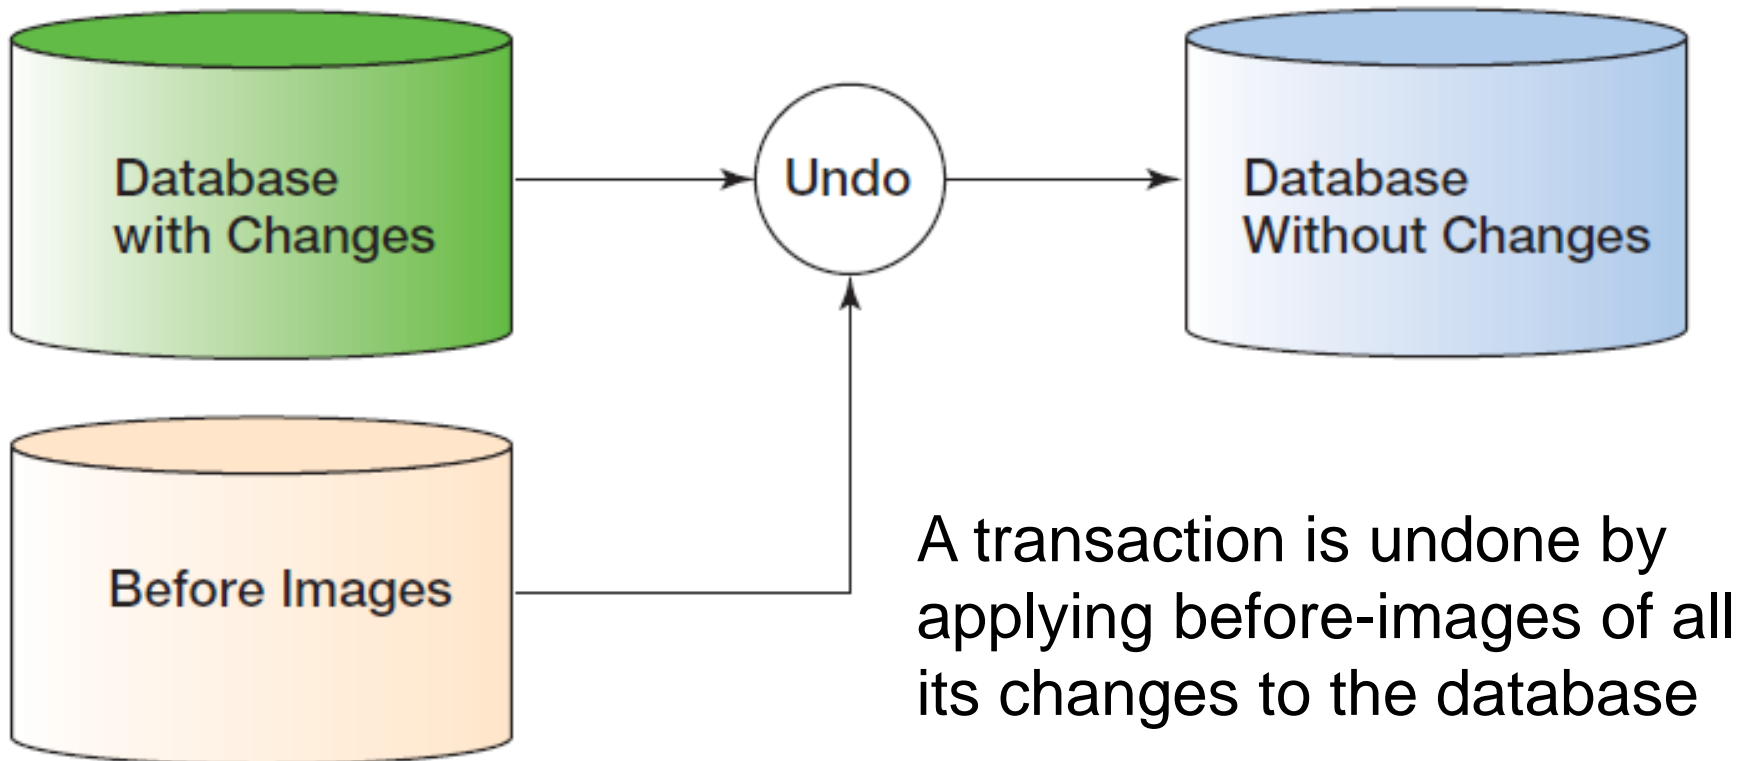 Database
with Changes
Undo
Database
Without Changes
Before Images
A transaction is undone by
applying before-images of all
its changes to the database